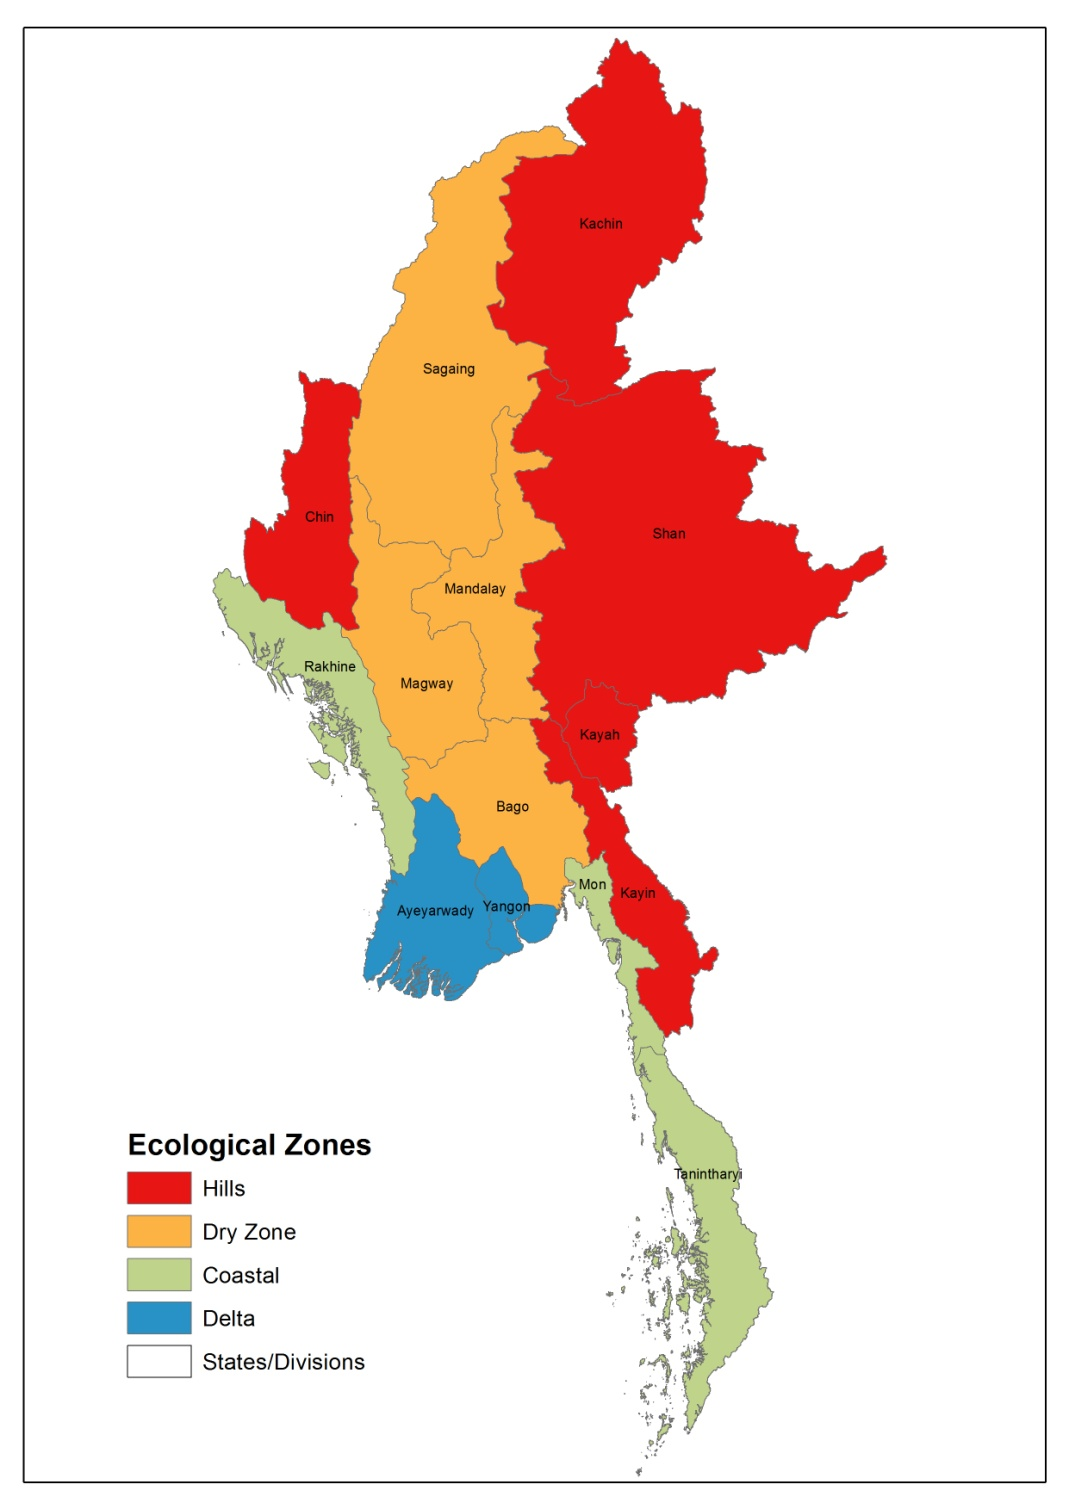 Kachin
Sagaing
Chin
Shan
Mandalay
Rakhine
Magway
Kayah
Bago
Mon
Kayin
Ayeyarwady
Yangon
Tanintharyi
Ecological Zones
Hills
Dry Zone
Coastal
Delta
States/Divisions